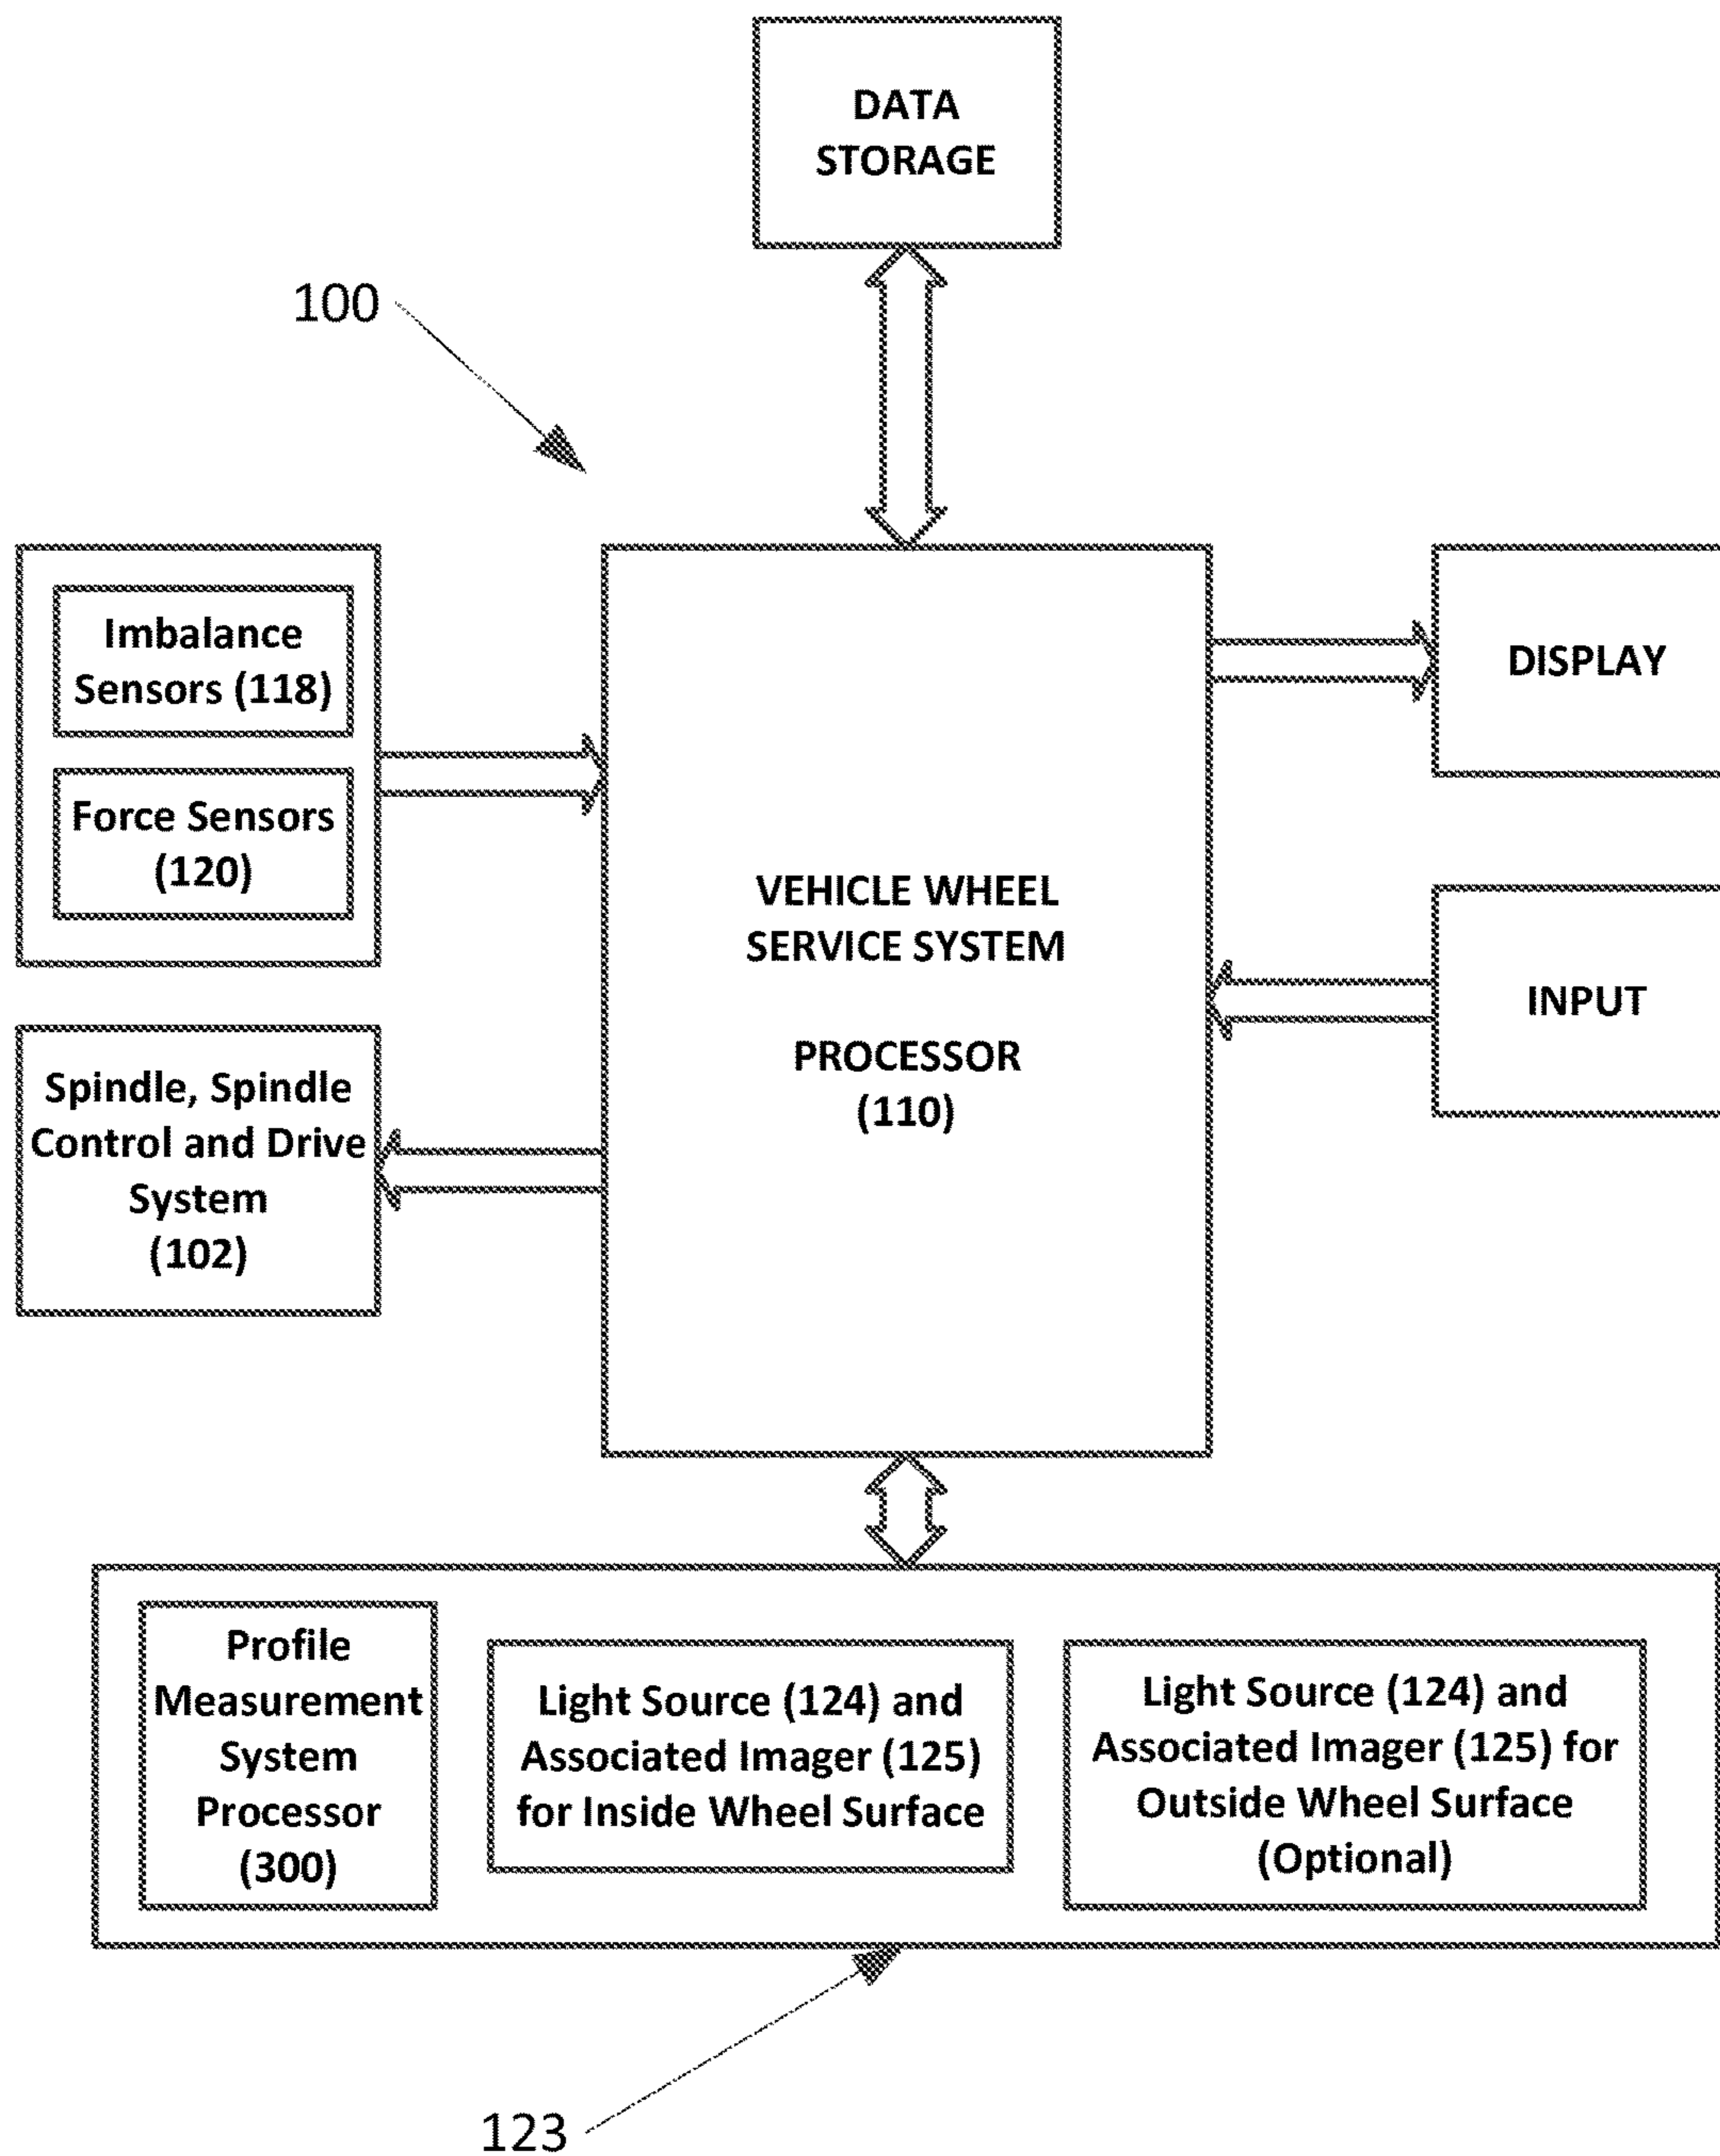 DATA
STORAGE
100
Imbalance
Sensors (118)
Force Sensors
(120)
Spindle, Spindle
Control and Drive
System
(102)
VEHICLE WHEEL
SERVICE SYSTEM
PROCESSOR
(110)
DISPLAY
INPUT
Profile
Measurement
System
Processor
(300)
Light Source (124) and
Associated Imager (125)
for Inside Wheel Surface
Light Source (124) and
Associated Imager (125) for
Outside Wheel Surface
(Optional)
123